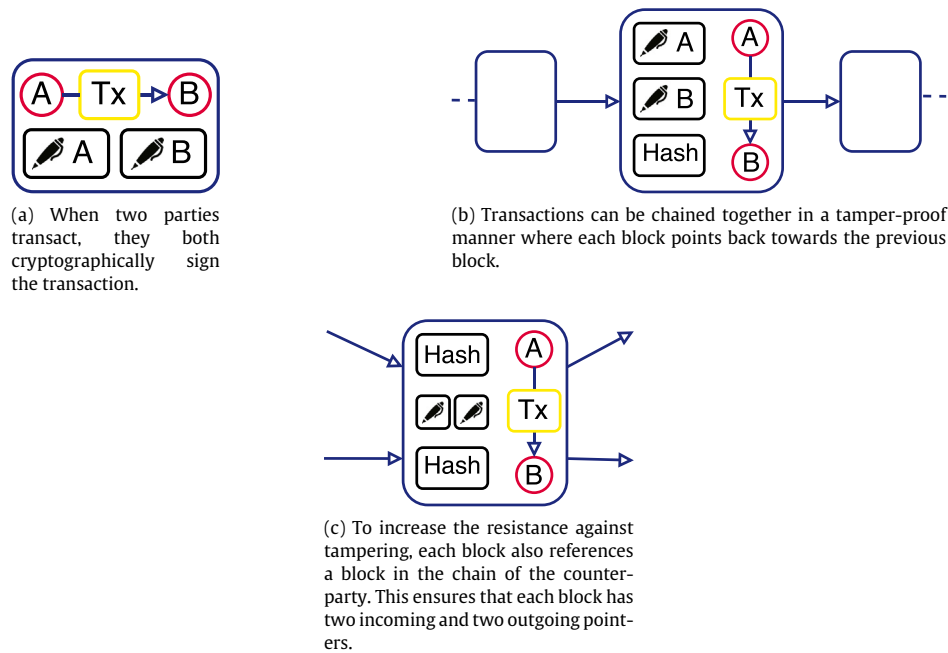 A Tx B
A B
(a) When two parties
transact, they both
cryptographically sign
the transaction.
A A
B Tx
Hash B
(b) Transactions can be chained together in a tamper-proof
manner where each block points back towards the previous
block.
Hash A
Tx
Hash B
(c) To increase the resistance against
tampering, each block also references
a block in the chain of the counter-
party. This ensures that each block has
two incoming and two outgoing point-
ers.